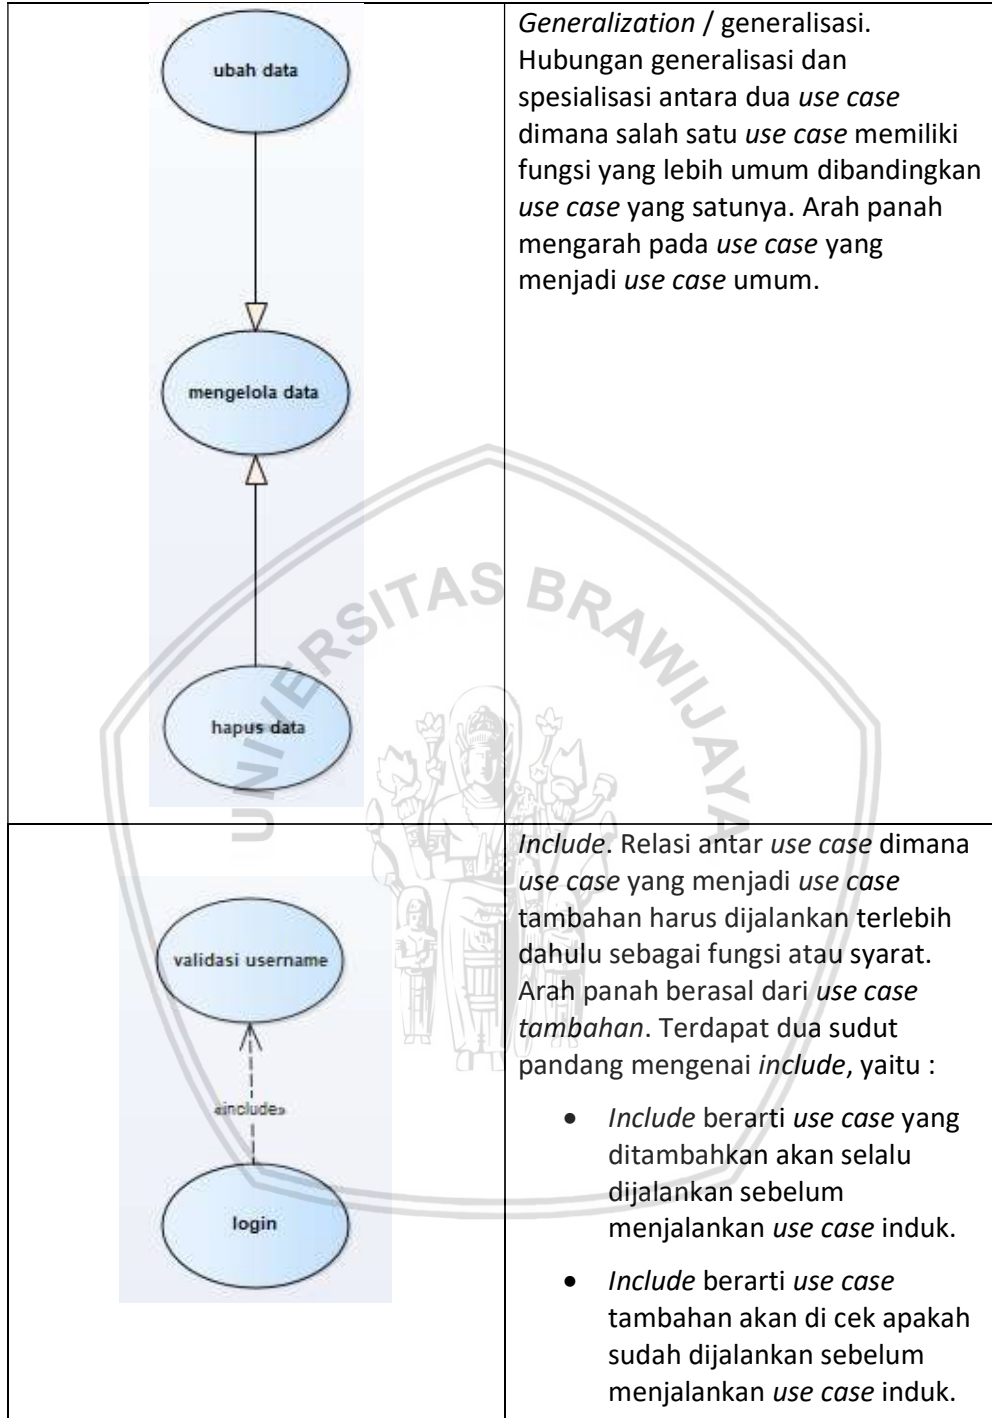 ubah data
mengelola data
hapus data
Generalization / generalisasi.
Hubungan generalisasi dan
spesialisasi antara dua use case
dimana salah satu use case memiliki
fungsi yang lebih umum dibandingkan
use case yang satunya. Arah panah
mengarah pada use case yang
menjadi use case umum.
UNIVERSITAS BRAWIJAYA
validasi username
«include»
login
Include. Relasi antar use case dimana
use case yang menjadi use case
tambahan harus dijalankan terlebih
dahulu sebagai fungsi atau syarat.
Arah panah berasal dari use case
tambahan. Terdapat dua sudut
pandang mengenai include, yaitu :
• Include berarti use case yang
ditambahkan akan selalu
dijalankan sebelum
menjalankan use case induk.
• Include berarti use case
tambahan akan di cek apakah
sudah dijalankan sebelum
menjalankan use case induk.